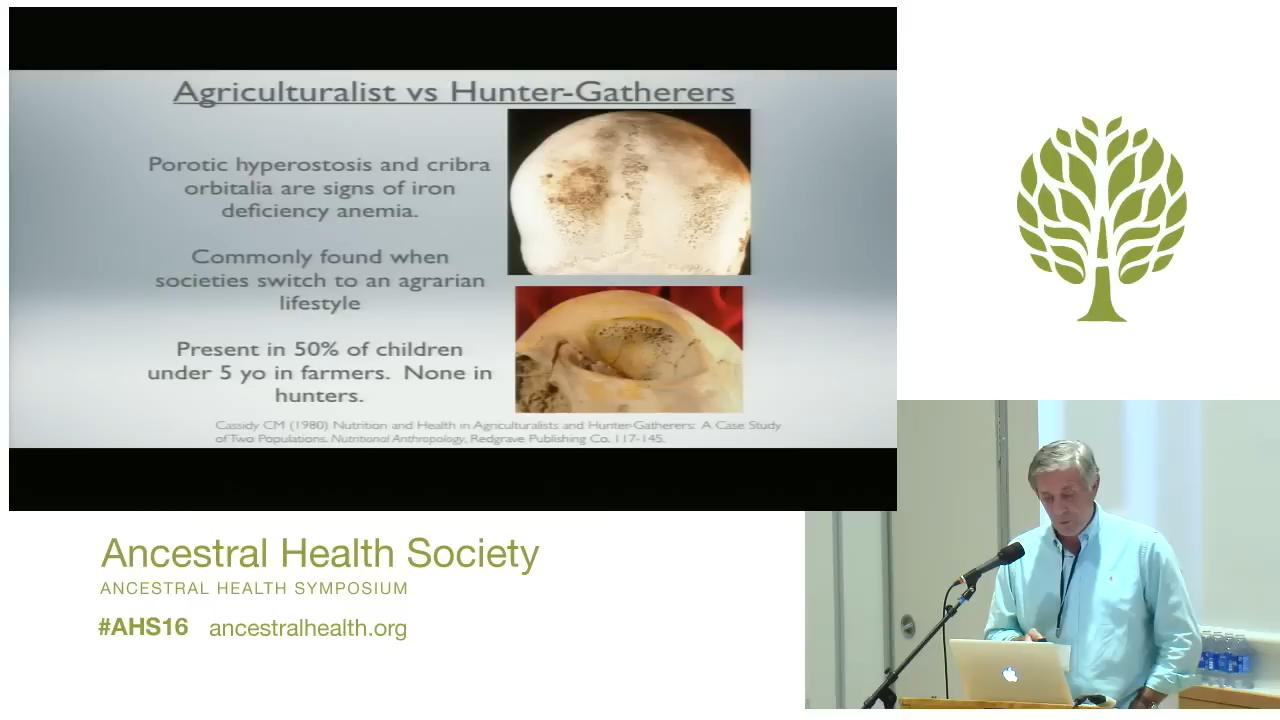 Agriculturalist vs Hunter-Gatherers
Porotic hyperostosis and cribra
orbitalia are signs of iron
deficiency anemia.
Commonly found when
societies switch to an agrarian
lifestyle
Present in 50% of children
under 5 yo in farmers. None in
hunters.
Cassidy CM (1980) Nutrition and Health in Agriculturalists and Hunter-Gatherers: A Case Study
of Two Populations. Nutritional Anthropology, Redgrave Publishing Co. 117-145.
Ancestral Health Society
ANCESTRAL HEALTH SYMPOSIUM
#AHS16 ancestralhealth.org